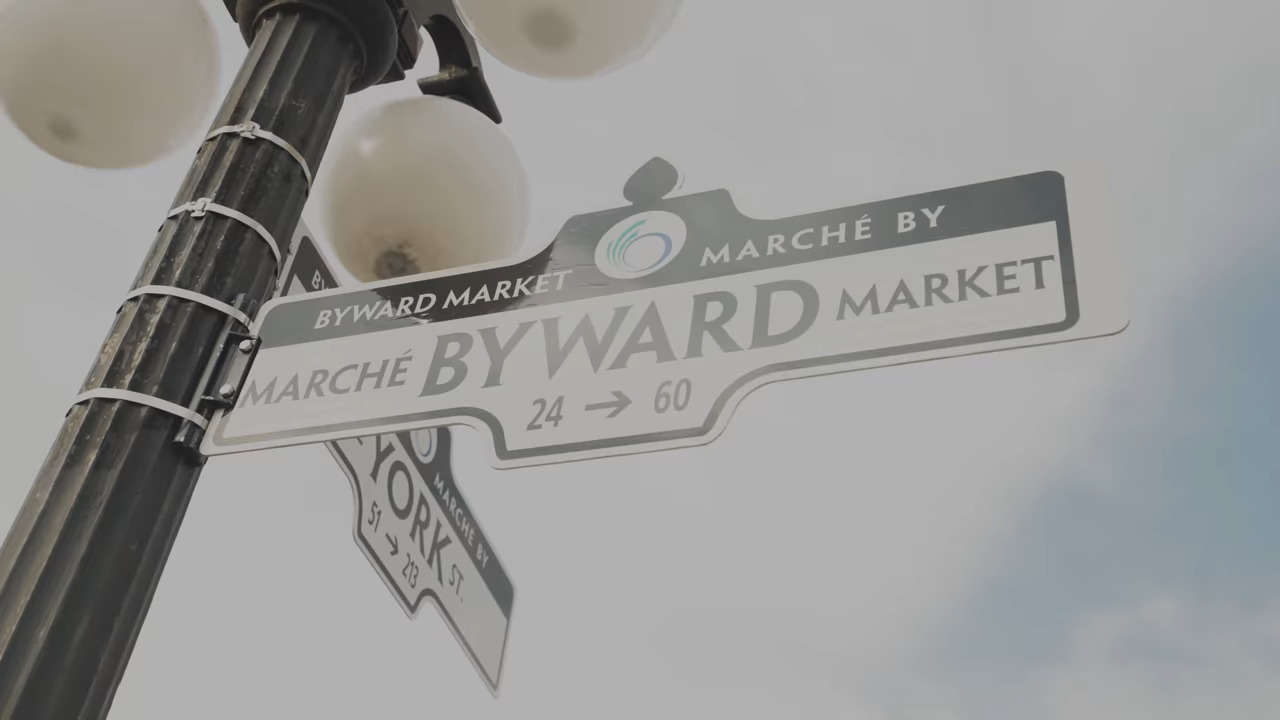 BYWARD MARKET MARCHÉ BY
MARCHÉ BYWARD MARKET
24 → 60
MARCHÉ BY
YORK ST.
51 → 213